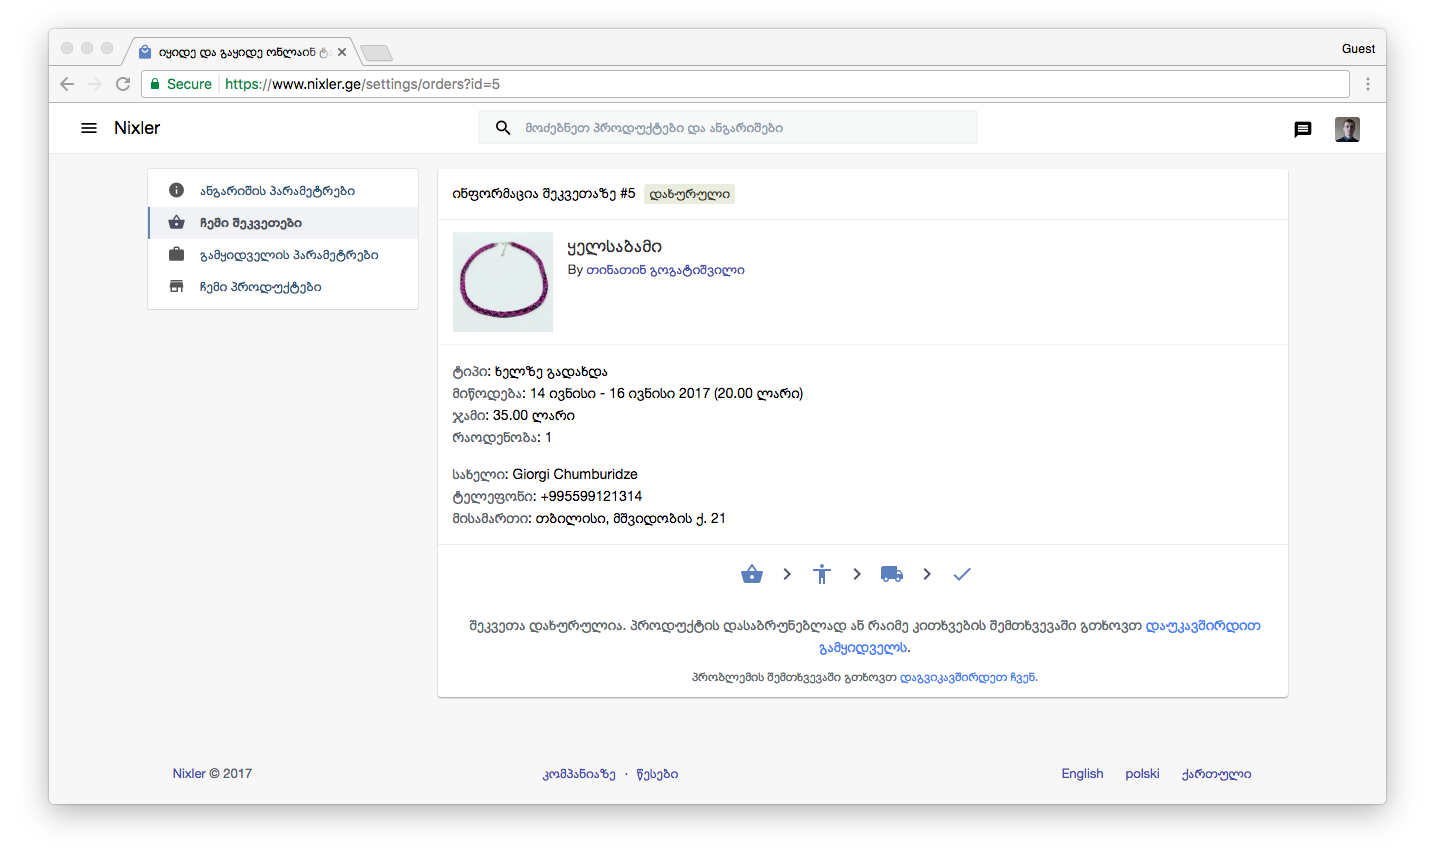 იყიდე და გაყიდე ონლაინ
Guest
Secure https://www.nixler.ge/settings/orders?id=5
Nixler
მოძებნეთ პროდუქტები და ანგარიშები
ანგარიშის პარამეტრები
ჩემი შეკვეთები
გამყიდველის პარამეტრები
ჩემი პროდუქტები
ინფორმაცია შეკვეთაზე #5 დახურული
ყელსაბამი
By თინათინ გოგატიშვილი
ტიპი: ხელზე გადახდა
მიწოდება: 14 ივნისი - 16 ივნისი 2017 (20.00 ლარი)
ჯამი: 35.00 ლარი
რაოდენობა: 1
სახელი: Giorgi Chumburidze
ტელეფონი: +995599121314
მისამართი: თბილისი, მშვიდობის ქ. 21
შეკვეთა დახურულია. პროდუქტის დასაბრუნებლად ან რაიმე კითხვების შემთხვევაში გთხოვთ დაუკავშირდით
გამყიდველს.
პრობლემის შემთხვევაში გთხოვთ დაგვიკავშირდეთ ჩვენ.
Nixler © 2017
კომპანიაზე · წესები
English polski ქართული